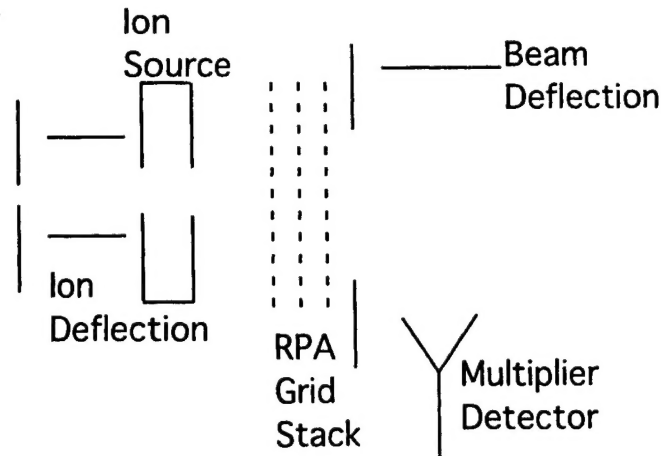 Ion
Source
Beam
Deflection
Ion
Deflection
RPA
Grid
Stack
Multiplier
Detector